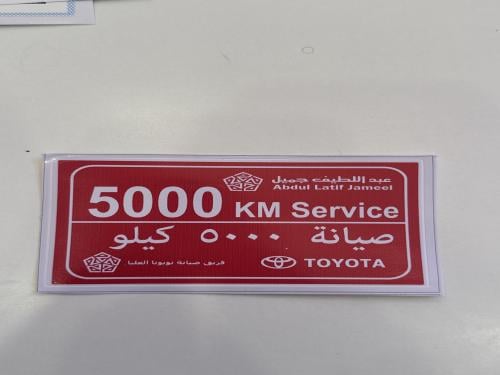 عبد اللطيف جميل
Abdul Latif Jameel
5000 KM Service
صيانة ٥٠٠٠ كيلو
فريق صيانة تويوتا العليا
TOYOTA